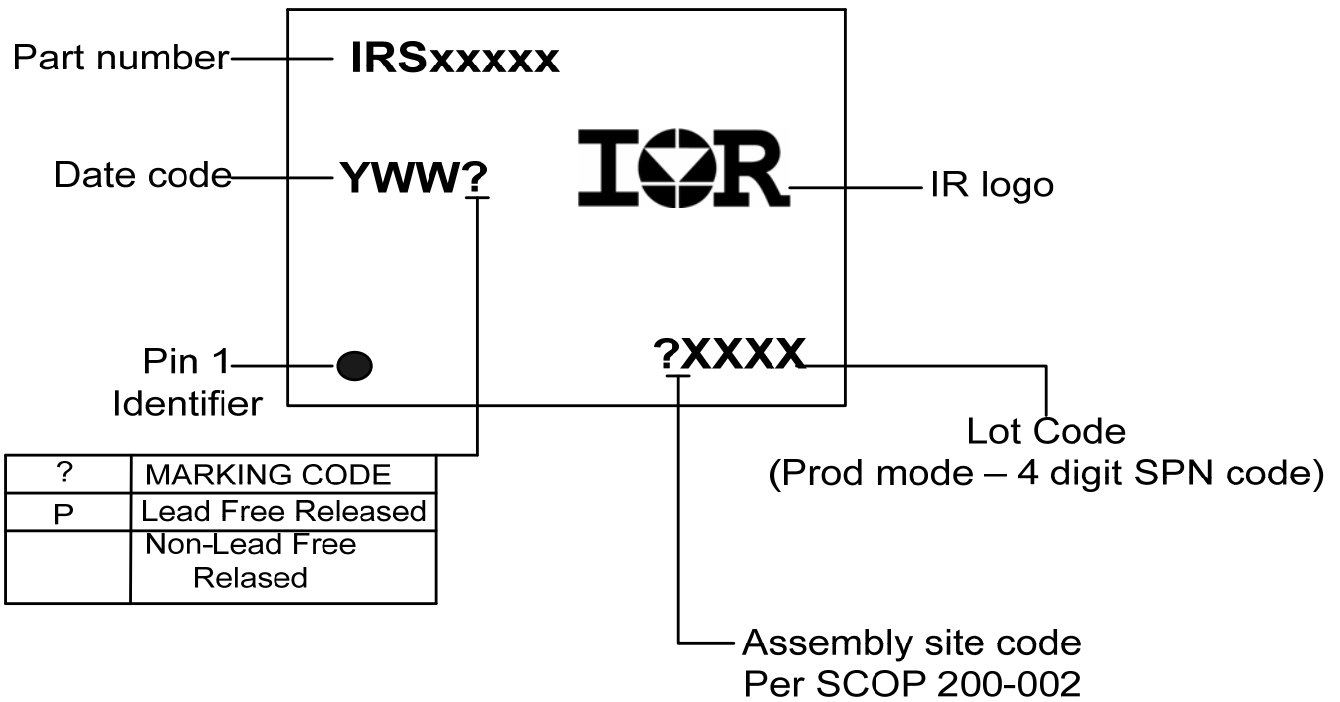 Part number
IRSxxxxx
Date code
YWW?
IOR
IR logo
Pin 1
Identifier
?XXXX
Lot Code
(Prod mode – 4 digit SPN code)
? MARKING CODE
P Lead Free Released
Non-Lead Free
Relased
Assembly site code
Per SCOP 200-002